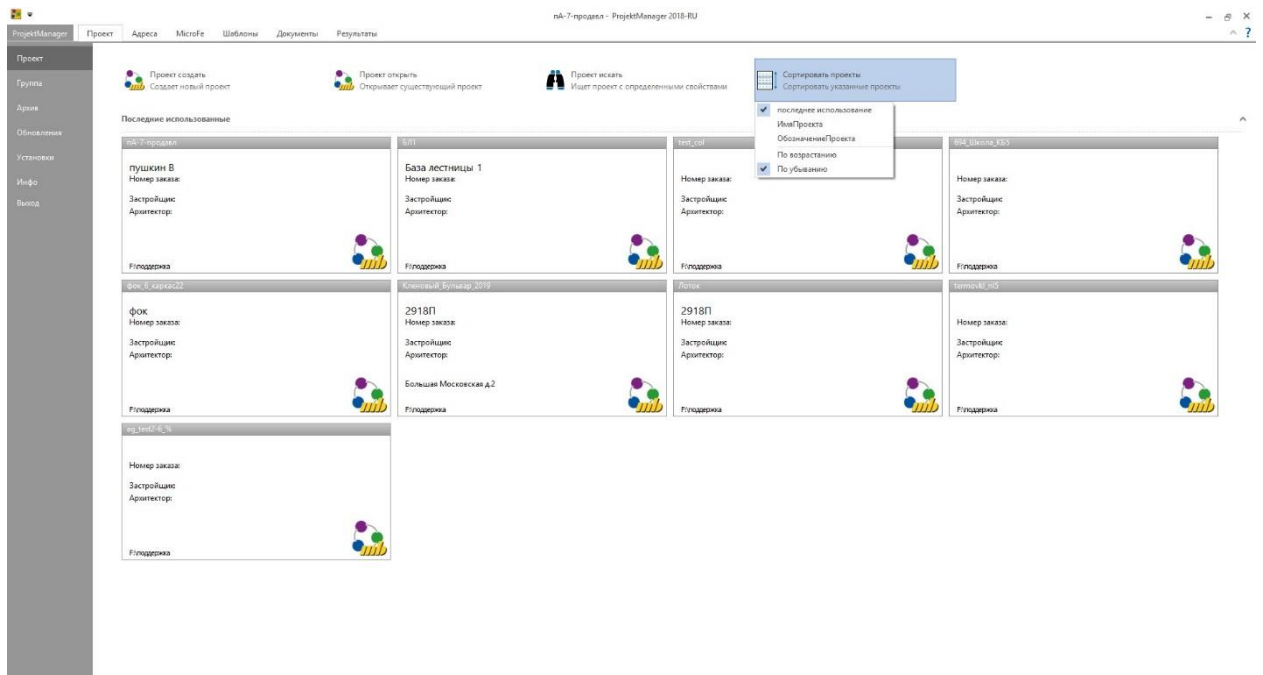 пА-7-продавл - ProjektManager 2018-RU
ProjektManager Проект Адреса MicroFe Шаблоны Документы Результаты
Проект
Группа
Архив
Обновления
Установки
Инфо
Выход
Проект создать
Создает новый проект
Проект открыть
Открывает существующий проект
Проект искать
Ищет проект с определенными свойствами
Сортировать проекты
Сортировать указанные проекты
последнее использование
ИмяПроекта
ОбозначениеПроекта
По возрастанию
По убыванию
Последние использованные
пА-7-продавл
пушкин В
Номер заказа:
Застройщик:
Архитектор:
F:\поддержка
БЛ1
База лестницы 1
Номер заказа:
Застройщик:
Архитектор:
F:\поддержка
test_col
Номер заказа:
Застройщик:
Архитектор:
F:\поддержка
694_Школа_КБ5
Номер заказа:
Застройщик:
Архитектор:
F:\поддержка
фок_6_каркас22
фок
Номер заказа:
Застройщик:
Архитектор:
F:\поддержка
Кленовый_Бульвар_2019
2918П
Номер заказа:
Застройщик:
Архитектор:
Большая Московская д.2
F:\поддержка
Лоток
2918П
Номер заказа:
Застройщик:
Архитектор:
F:\поддержка
termovkl_nl5
Номер заказа:
Застройщик:
Архитектор:
F:\поддержка
Номер заказа:
Застройщик:
Архитектор:
F:\поддержка